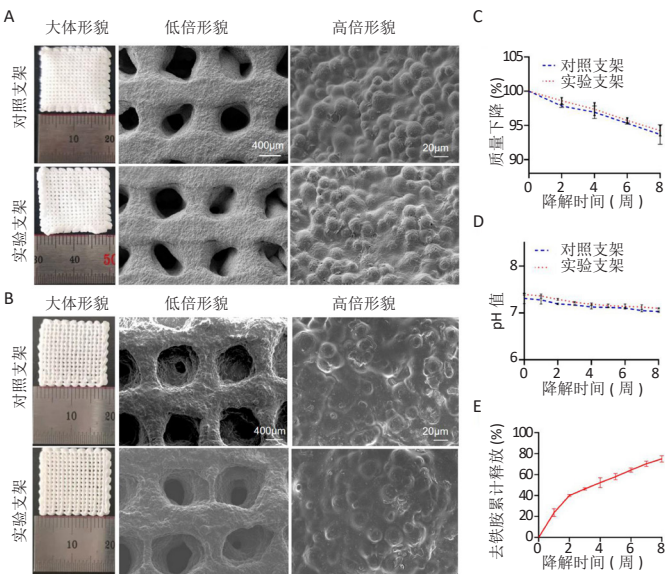 A
大体形貌 低倍形貌 高倍形貌
对照支架
10 20
400μm
20μm
实验支架
30 40 50
B
大体形貌 低倍形貌 高倍形貌
对照支架
10 20
400μm
20μm
实验支架
10 20
C
105
100
95
90
质量下降 (%)
对照支架
实验支架
0 2 4 6 8
降解时间 ( 周 )
D
8
7
6
pH 值
对照支架
实验支架
0 2 4 6 8
降解时间 ( 周 )
E
100
80
60
40
20
0
去铁胺累计释放 (%)
0 1 2 3 4 5 6 7 8
降解时间 ( 周 )